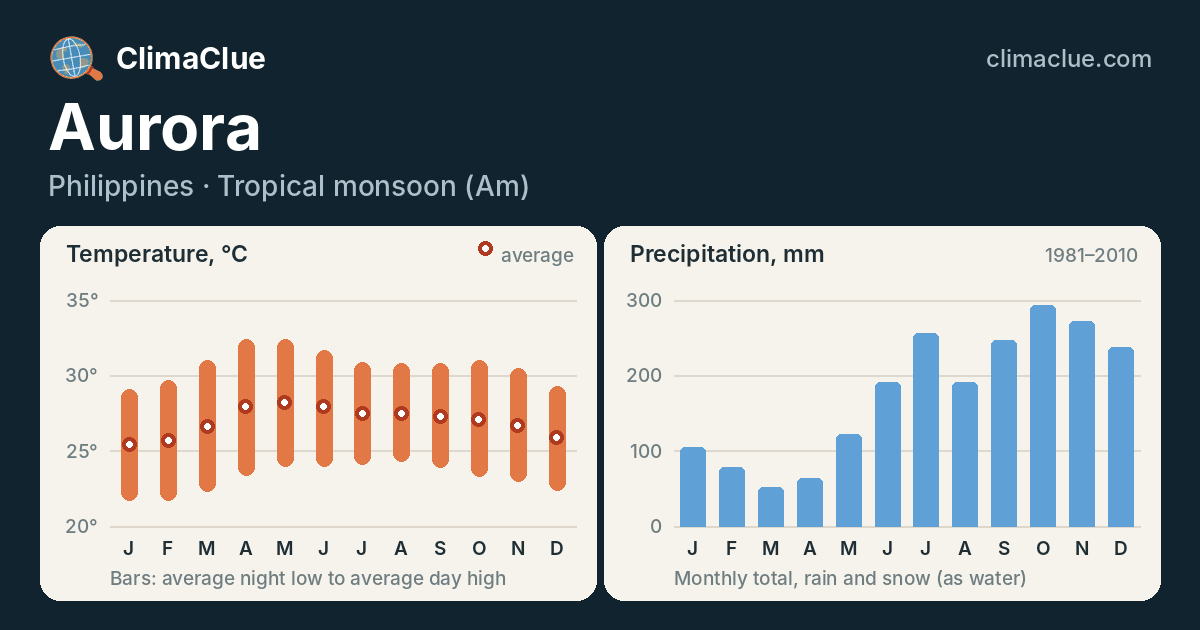 ClimaClue
climaclue.com
Aurora
Philippines · Tropical monsoon (Am)
Temperature, °C
average
35°
30°
25°
20°
J F M A M J J A S O N D
Bars: average night low to average day high
Precipitation, mm
1981–2010
300
200
100
0
J F M A M J J A S O N D
Monthly total, rain and snow (as water)